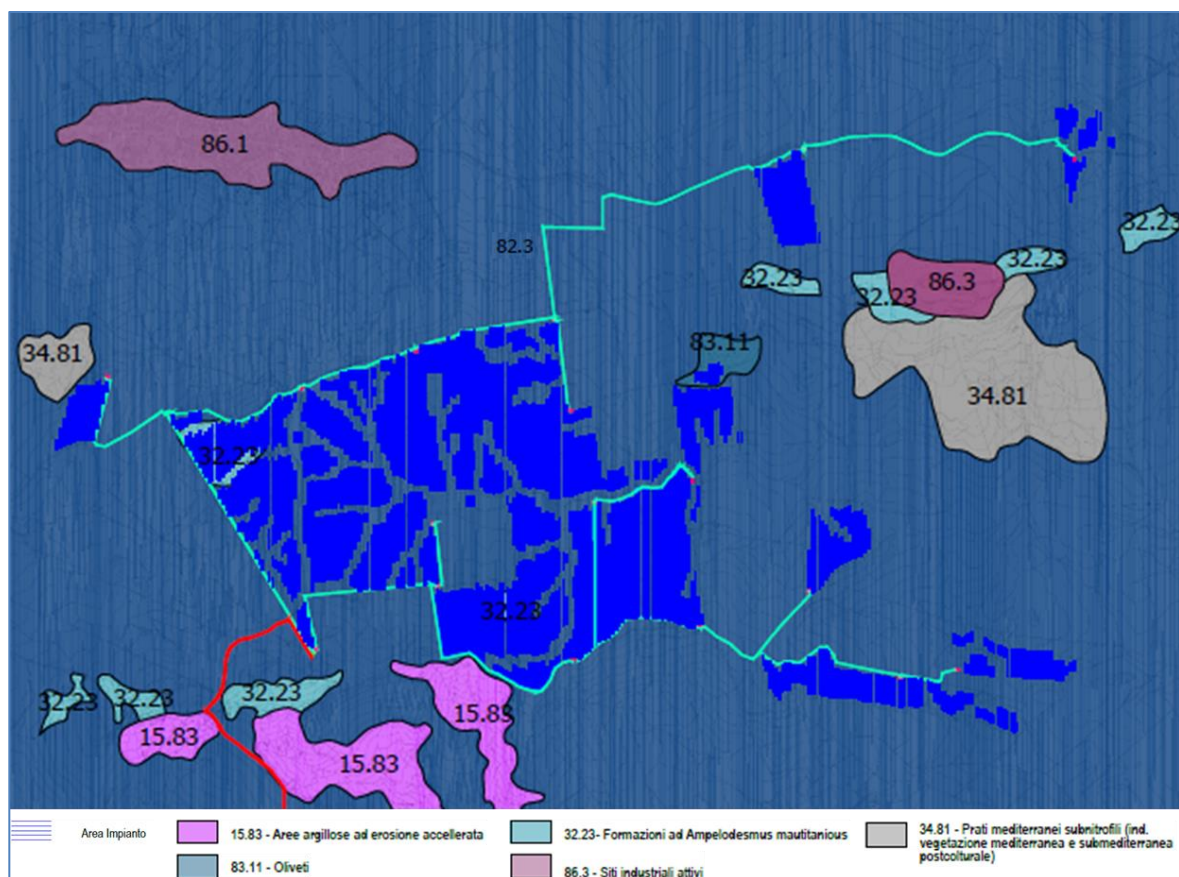 86.1
32.23
82.3
32.23
86.3
32.23
32.23
83.11
34.81
34.81
32.23
32.23
32.23
32.23
32.23
15.83
15.83
15.83
Area Impianto
15.83 - Aree argillose ad erosione accellerata
32.23- Formazioni ad Ampelodesmus mautitanious
34.81 - Prati mediterranei subnitrofili (ind.
vegetazione mediterranea e submediterranea
postcolturale)
83.11 - Oliveti
86.3 - Siti industriali attivi